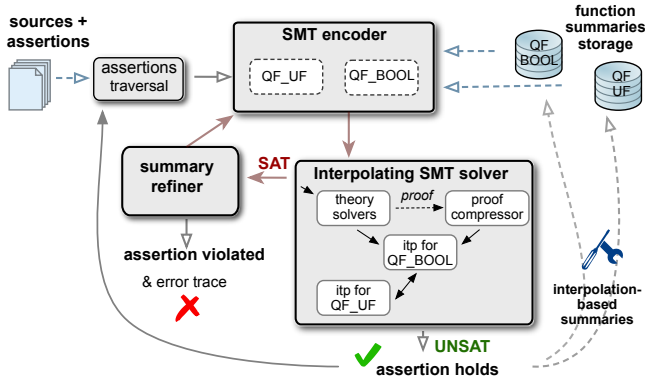 sources +
assertions
assertions
traversal
SMT encoder
QF_UF
QF_BOOL
function
summaries
storage
QF
BOOL
QF
UF
summary
refiner
SAT
Interpolating SMT solver
theory
solvers
proof
proof
compressor
itp for
QF_BOOL
itp for
QF_UF
assertion violated
& error trace
interpolation-
based
summaries
UNSAT
assertion holds